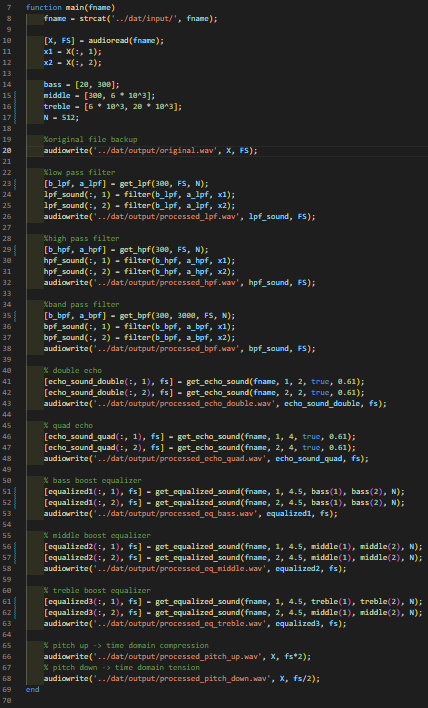 7 function main(fname)
8 fname = strcat('../dat/input/', fname);
9
10 [X, FS] = audioread(fname);
11 x1 = X(:, 1);
12 x2 = X(:, 2);
13
14 bass = [20, 300];
15 middle = [300, 6 * 10^3];
16 treble = [6 * 10^3, 20 * 10^3];
17 N = 512;
18
19 %original file backup
20 audiowrite('../dat/output/original.wav', X, FS);
21
22 %low pass filter
23 [b_lpf, a_lpf] = get_lpf(300, FS, N);
24 lpf_sound(:, 1) = filter(b_lpf, a_lpf, x1);
25 lpf_sound(:, 2) = filter(b_lpf, a_lpf, x2);
26 audiowrite('../dat/output/processed_lpf.wav', lpf_sound, FS);
27
28 %high pass filter
29 [b_hpf, a_hpf] = get_hpf(300, FS, N);
30 hpf_sound(:, 1) = filter(b_hpf, a_hpf, x1);
31 hpf_sound(:, 2) = filter(b_hpf, a_hpf, x2);
32 audiowrite('../dat/output/processed_hpf.wav', hpf_sound, FS);
33
34 %band pass filter
35 [b_bpf, a_bpf] = get_bpf(300, 3000, FS, N);
36 bpf_sound(:, 1) = filter(b_bpf, a_bpf, x1);
37 bpf_sound(:, 2) = filter(b_bpf, a_bpf, x2);
38 audiowrite('../dat/output/processed_bpf.wav', bpf_sound, FS);
39
40 % double echo
41 [echo_sound_double(:, 1), fs] = get_echo_sound(fname, 1, 2, true, 0.61);
42 [echo_sound_double(:, 2), fs] = get_echo_sound(fname, 2, 2, true, 0.61);
43 audiowrite('../dat/output/processed_echo_double.wav', echo_sound_double, fs);
44
45 % quad echo
46 [echo_sound_quad(:, 1), fs] = get_echo_sound(fname, 1, 4, true, 0.61);
47 [echo_sound_quad(:, 2), fs] = get_echo_sound(fname, 2, 4, true, 0.61);
48 audiowrite('../dat/output/processed_echo_quad.wav', echo_sound_quad, fs);
49
50 % bass boost equalizer
51 [equalized1(:, 1), fs] = get_equalized_sound(fname, 1, 4.5, bass(1), bass(2), N);
52 [equalized1(:, 2), fs] = get_equalized_sound(fname, 2, 4.5, bass(1), bass(2), N);
53 audiowrite('../dat/output/processed_eq_bass.wav', equalized1, fs);
54
55 % middle boost equalizer
56 [equalized2(:, 1), fs] = get_equalized_sound(fname, 1, 4.5, middle(1), middle(2), N);
57 [equalized2(:, 2), fs] = get_equalized_sound(fname, 2, 4.5, middle(1), middle(2), N);
58 audiowrite('../dat/output/processed_eq_middle.wav', equalized2, fs);
59
60 % treble boost equalizer
61 [equalized3(:, 1), fs] = get_equalized_sound(fname, 1, 4.5, treble(1), treble(2), N);
62 [equalized3(:, 2), fs] = get_equalized_sound(fname, 2, 4.5, middle(1), middle(2), N);
63 audiowrite('../dat/output/processed_eq_treble.wav', equalized3, fs);
64
65 % pitch up -> time domain compression
66 audiowrite('../dat/output/processed_pitch_up.wav', X, fs*2);
67 % pitch down -> time domain tension
68 audiowrite('../dat/output/processed_pitch_down.wav', X, fs/2);
69 end
70